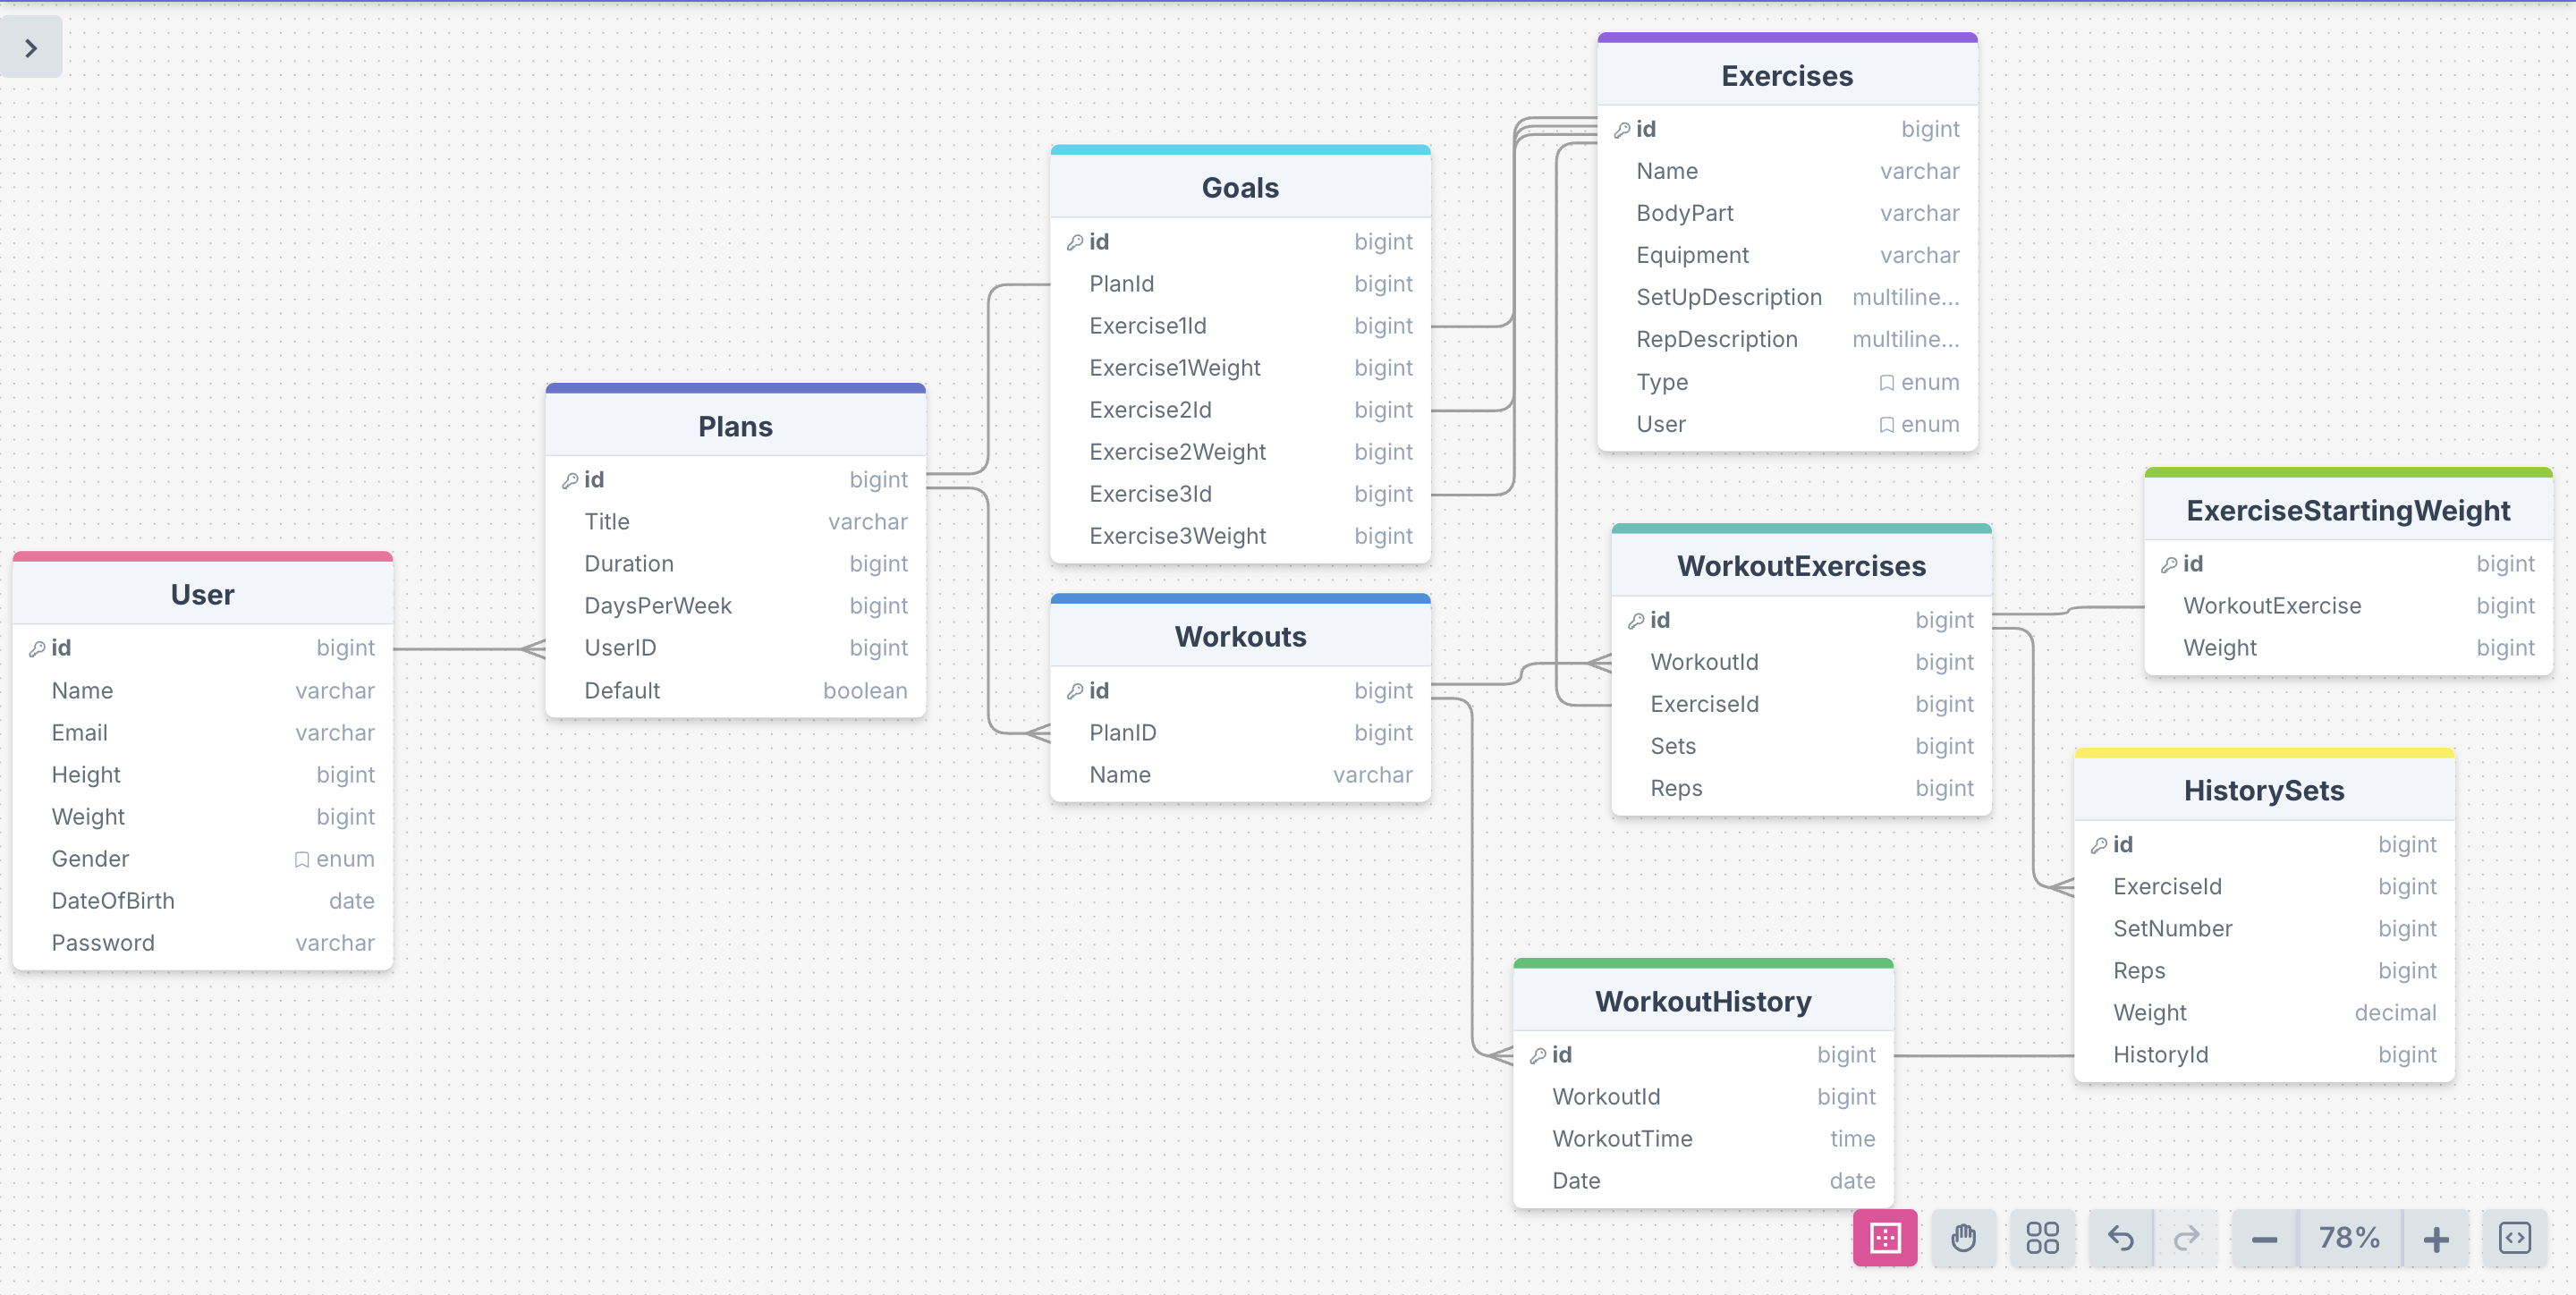 Exercises
id bigint
Name varchar
BodyPart varchar
Equipment varchar
SetUpDescription multiline...
RepDescription multiline...
Type enum
User enum
Goals
id bigint
PlanId bigint
Exercise1Id bigint
Exercise1Weight bigint
Exercise2Id bigint
Exercise2Weight bigint
Exercise3Id bigint
Exercise3Weight bigint
Plans
id bigint
Title varchar
Duration bigint
DaysPerWeek bigint
UserID bigint
Default boolean
User
id bigint
Name varchar
Email varchar
Height bigint
Weight bigint
Gender enum
DateOfBirth date
Password varchar
Workouts
id bigint
PlanID bigint
Name varchar
WorkoutExercises
id bigint
WorkoutId bigint
ExerciseId bigint
Sets bigint
Reps bigint
ExerciseStartingWeight
id bigint
WorkoutExercise bigint
Weight bigint
HistorySets
id bigint
ExerciseId bigint
SetNumber bigint
Reps bigint
Weight decimal
HistoryId bigint
WorkoutHistory
id bigint
WorkoutId bigint
WorkoutTime time
Date date
78%